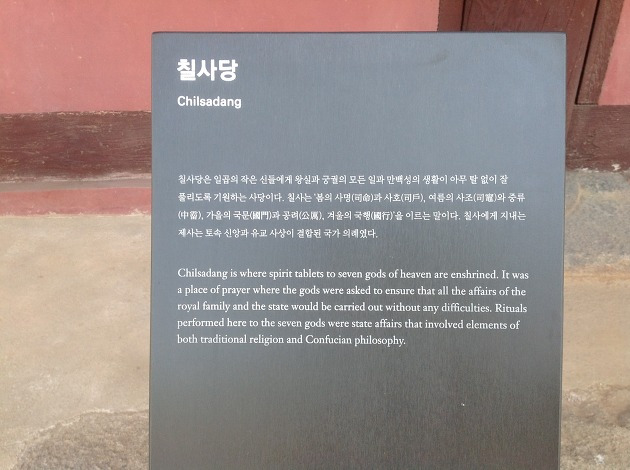 칠사당
Chilsadang
칠사당은 일곱의 작은 신들에게 왕실과 궁궐의 모든 일과 만백성의 생활이 아무 탈 없이 잘
풀리도록 기원하는 사당이다. 칠사는 '봄의 사명(司命)과 사호(司戶), 여름의 사조(司竈)와 중류
(中霤), 가을의 국문(國門)과 공려(公厲), 겨울의 국행(國行)'을 이르는 말이다. 칠사에게 지내는
제사는 토속 신앙과 유교 사상이 결합된 국가 의례였다.
Chilsadang is where spirit tablets to seven gods of heaven are enshrined. It was
a place of prayer where the gods were asked to ensure that all the affairs of the
royal family and the state would be carried out without any difficulties. Rituals
performed here to the seven gods were state affairs that involved elements of
both traditional religion and Confucian philosophy.